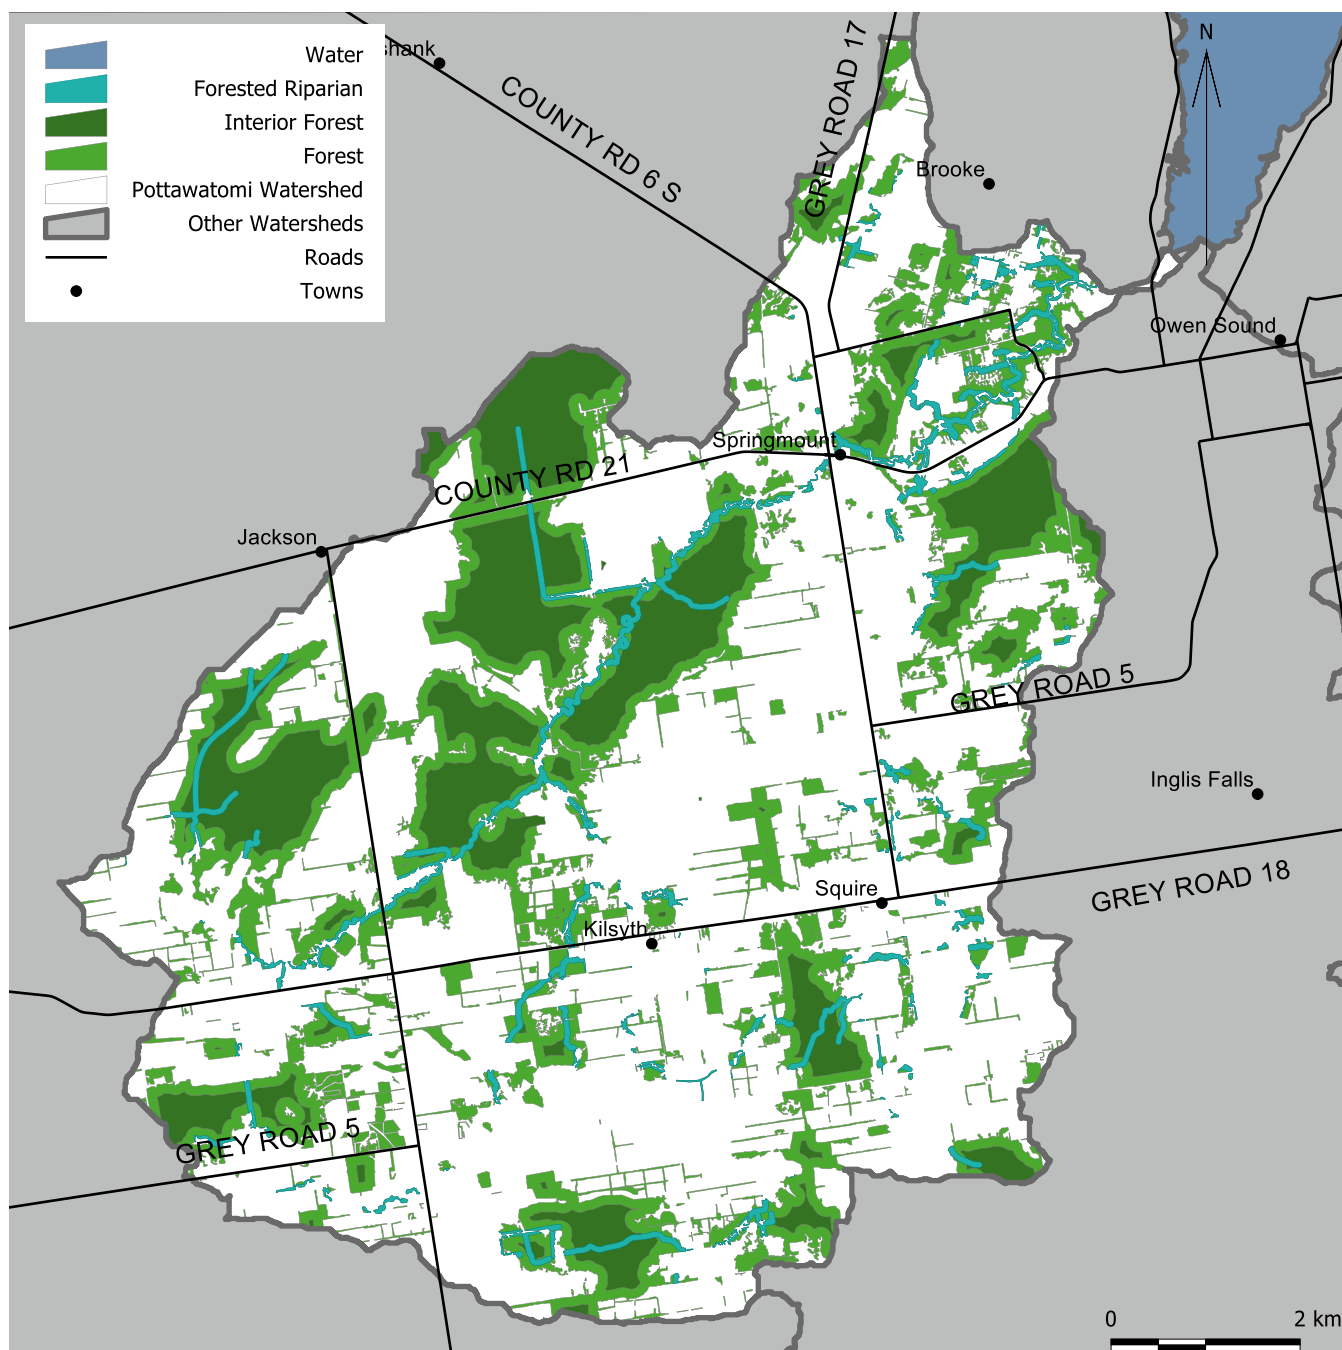 Water
Forested Riparian
Interior Forest
Forest
Pottawatomi Watershed
Other Watersheds
Roads
Towns
shank
COUNTY RD 6 S
GREY ROAD 17
N
Brooke
Owen Sound
Springmount
COUNTY RD 21
Jackson
GREY ROAD 5
Inglis Falls
Squire
GREY ROAD 18
Kilsyth
GREY ROAD 5
0 2 km